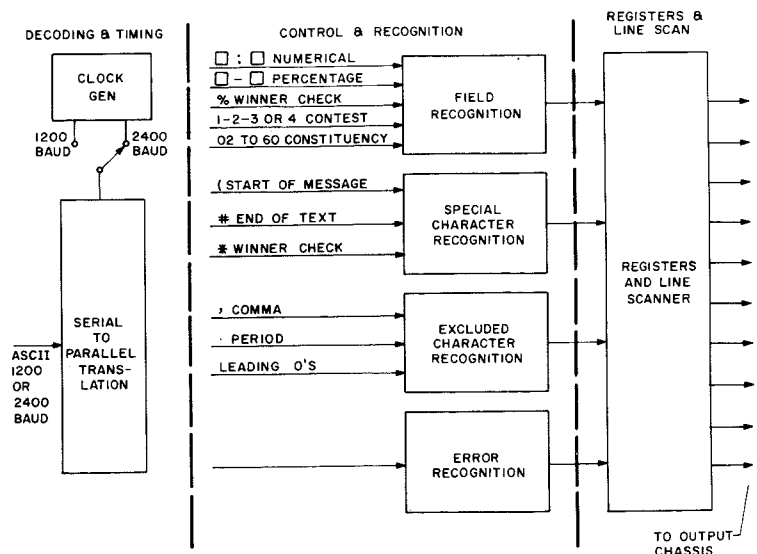 DECODING & TIMING
CLOCK
GEN
1200
BAUD
2400
BAUD
SERIAL
TO
PARALLEL
TRANS-
LATION
ASCII
1200
OR
2400
BAUD
CONTROL & RECOGNITION
□ : □ NUMERICAL
□ - □ PERCENTAGE
% WINNER CHECK
1-2-3 OR 4 CONTEST
02 TO 60 CONSTITUENCY
FIELD
RECOGNITION
( START OF MESSAGE
# END OF TEXT
* WINNER CHECK
SPECIAL
CHARACTER
RECOGNITION
, COMMA
. PERIOD
LEADING O'S
EXCLUDED
CHARACTER
RECOGNITION
ERROR
RECOGNITION
REGISTERS &
LINE SCAN
REGISTERS
AND LINE
SCANNER
TO OUTPUT
CHASSIS